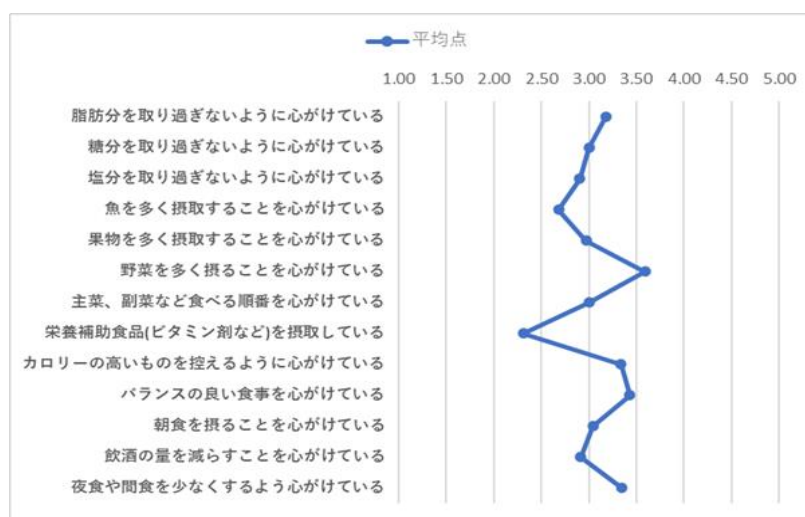 平均点
1.00 1.50 2.00 2.50 3.00 3.50 4.00 4.50 5.00
脂肪分を取り過ぎないように心がけている
糖分を取り過ぎないように心がけている
塩分を取り過ぎないように心がけている
魚を多く摂取することを心がけている
果物を多く摂取することを心がけている
野菜を多く摂ることを心がけている
主菜、副菜など食べる順番を心がけている
栄養補助食品(ビタミン剤など)を摂取している
カロリーの高いものを控えるように心がけている
バランスの良い食事を心がけている
朝食を摂ることを心がけている
飲酒の量を減らすことを心がけている
夜食や間食を少なくするよう心がけている